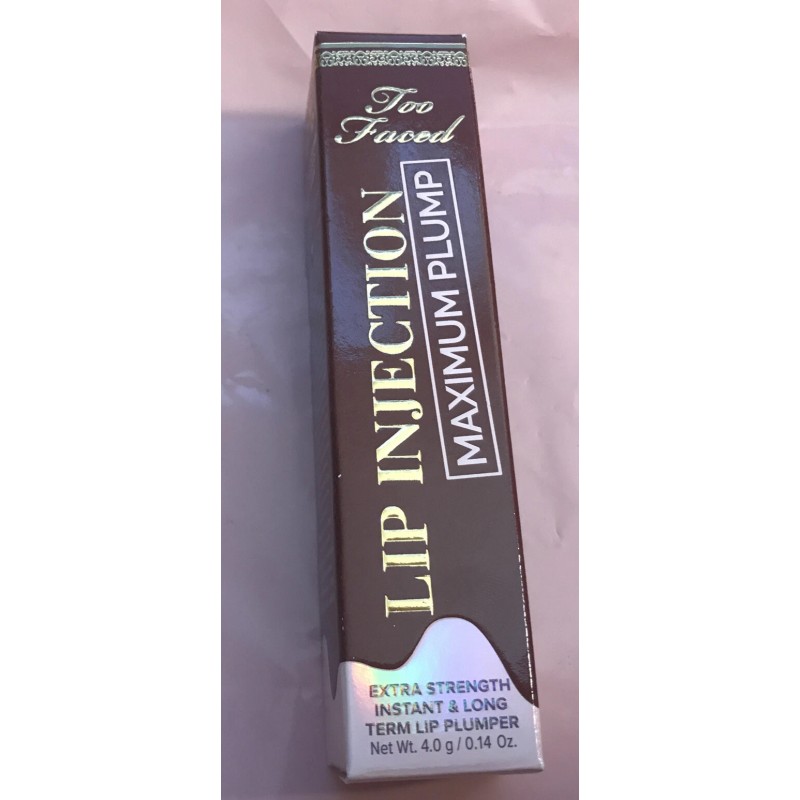 Too
Faced
LIP INJECTION
MAXIMUM PLUMP
EXTRA STRENGTH
INSTANT & LONG
TERM LIP PLUMPER
Net Wt. 4.0 g / 0.14 Oz.